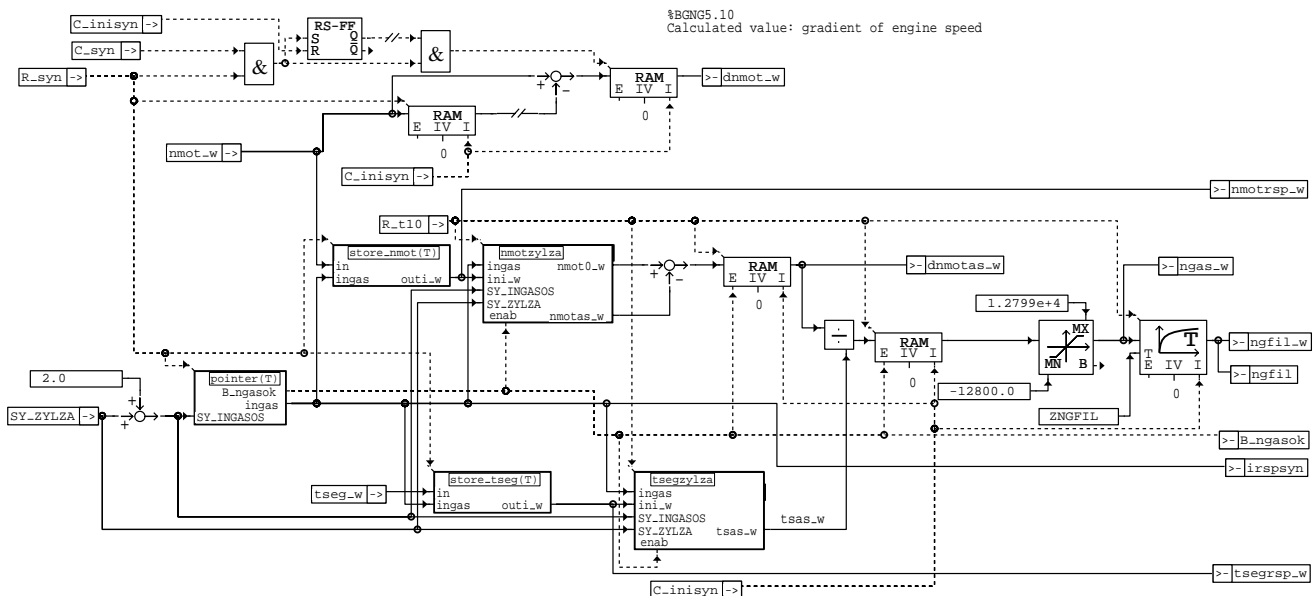 %BGNG5.10
Calculated value: gradient of engine speed
C_inisyn ->
RS-FF
S Q
R Q
C_syn ->
&
&
R_syn ->
RAM
E IV I
0
>- dnmot_w
+
-
RAM
E IV I
0
nmot_w ->
C_inisyn ->
>- nmotrsp_w
R_t10 ->
store_nmot(T)
in
ingas outi_w
nmotzylza
ingas nmot0_w
ini_w
SY_INGASOS
SY_ZYLZA
enab nmotas_w
+
-
RAM
E IV I
0
>- dnmotas_w
>- ngas_w
1.2799e+4
÷
RAM
E IV I
0
MX
MN B
T
T
E IV I
0
>- ngfil_w
>- ngfil
-12800.0
ZNGFIL
2.0
+
+
SY_ZYLZA ->
pointer(T)
B_ngasok
ingas
SY_INGASOS
>- B_ngasok
>- irspsyn
tseg_w ->
store_tseg(T)
in
ingas outi_w
tsegzylza
ingas
ini_w
SY_INGASOS
SY_ZYLZA tsas_w
enab
tsas_w
>- tsegrsp_w
C_inisyn ->